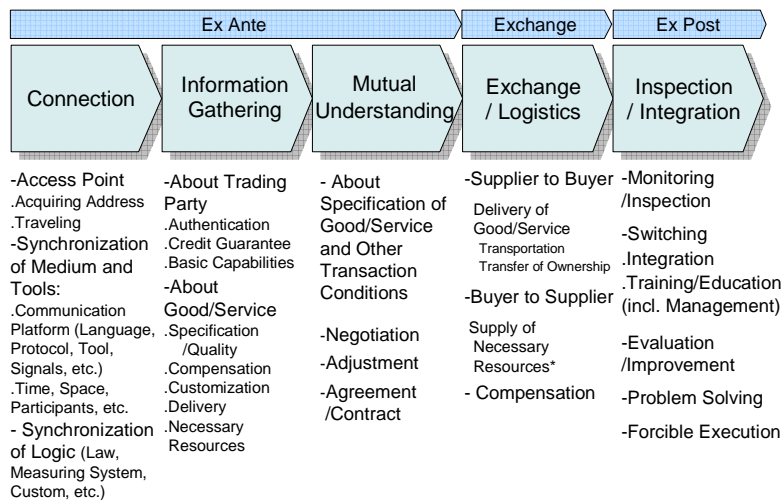 Ex Ante
Exchange
Ex Post
Connection
Information
Gathering
Mutual
Understanding
Exchange
/ Logistics
Inspection
/ Integration
-Access Point
.Acquiring Address
.Traveling
-Synchronization
of Medium and
Tools:
.Communication
Platform (Language,
Protocol, Tool,
Signals, etc.)
.Time, Space,
Participants, etc.
- Synchronization
of Logic (Law,
Measuring System,
Custom, etc.)
-About Trading
Party
.Authentication
.Credit Guarantee
.Basic Capabilities
-About
Good/Service
.Specification
/Quality
.Compensation
.Customization
.Delivery
.Necessary
Resources
- About
Specification of
Good/Service
and Other
Transaction
Conditions
-Negotiation
-Adjustment
-Agreement
/Contract
-Supplier to Buyer
Delivery of
Good/Service
Transportation
Transfer of Ownership
-Buyer to Supplier
Supply of
Necessary
Resources*
- Compensation
-Monitoring
/Inspection
-Switching
.Integration
.Training/Education
(incl. Management)
-Evaluation
/Improvement
-Problem Solving
-Forcible Execution